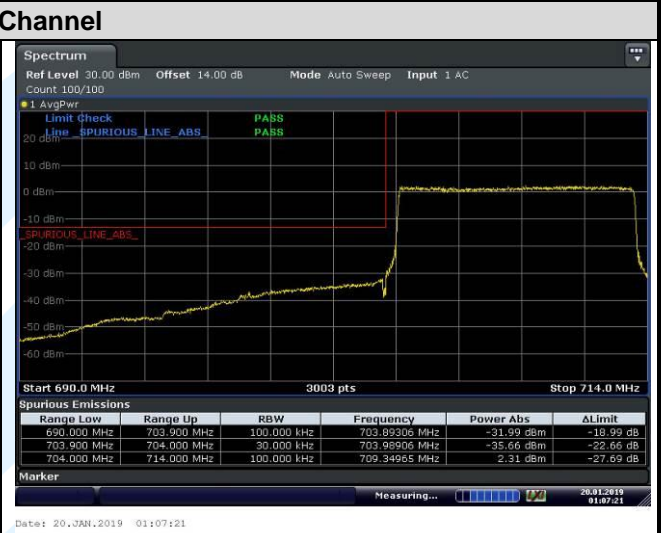 Channel
Spectrum
Ref Level 30.00 dBm Offset 14.00 dB Mode Auto Sweep Input 1 AC
Count 100/100
1 AvgPwr
Limit Check PASS
20 dBm Line _SPURIOUS_LINE_ABS_ PASS
10 dBm
0 dBm
-10 dBm
_SPURIOUS_LINE_ABS_
-20 dBm
-30 dBm
-40 dBm
-50 dBm
-60 dBm
Start 690.0 MHz 3003 pts Stop 714.0 MHz
Spurious Emissions
Range Low Range Up RBW Frequency Power Abs ΔLimit
690.000 MHz 703.900 MHz 100.000 kHz 703.89306 MHz -31.99 dBm -18.99 dB
703.900 MHz 704.000 MHz 30.000 kHz 703.98906 MHz -35.66 dBm -22.66 dB
704.000 MHz 714.000 MHz 100.000 kHz 709.34965 MHz 2.31 dBm -27.69 dB
Marker
Measuring... 20.01.2019
01:07:21
Date: 20.JAN.2019 01:07:21